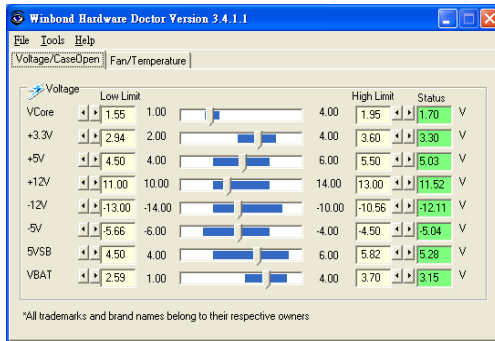 Winbond Hardware Doctor Version 3.4.1.1
File Tools Help
Voltage/CaseOpen Fan/Temperature
Voltage
Low Limit High Limit Status
VCore 1.55 1.00 4.00 1.95 1.70 V
+3.3V 2.94 2.00 4.00 3.60 3.30 V
+5V 4.50 4.00 6.00 5.50 5.03 V
+12V 11.00 10.00 14.00 13.00 11.52 V
-12V -13.00 -14.00 -10.00 -10.56 -12.11 V
-5V -5.66 -6.00 -4.00 -4.50 -5.04 V
5VSB 4.50 4.00 6.00 5.82 5.28 V
VBAT 2.59 1.00 4.00 3.70 3.15 V
*All trademarks and brand names belong to their respective owners